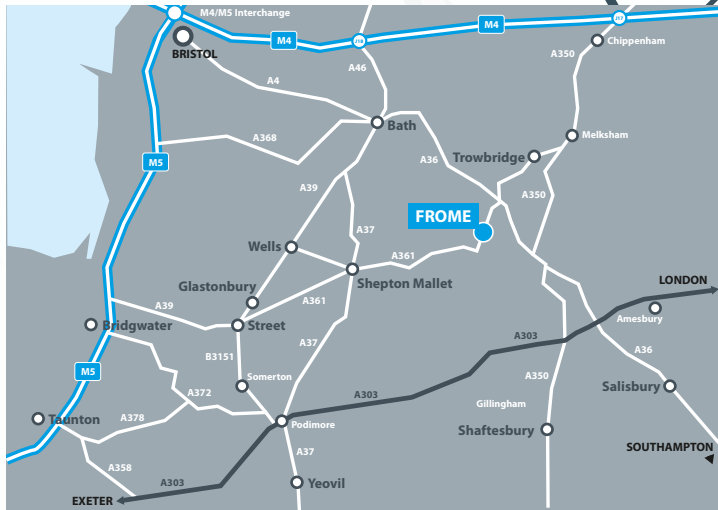 M4/M5 Interchange
J17
M4
M4
J18
A350
Chippenham
BRISTOL
A46
A4
Bath
A368
Melksham
M5
Trowbridge
A36
A39
A350
FROME
A37
Wells
A361
Shepton Mallet
LONDON
Glastonbury
A39
A361
Amesbury
Bridgwater
Street
A303
A37
A36
B3151
M5
Somerton
A350
Salisbury
A372
A303
Gillingham
Taunton
A378
Podimore
Shaftesbury
SOUTHAMPTON
A37
A358
A303
Yeovil
EXETER